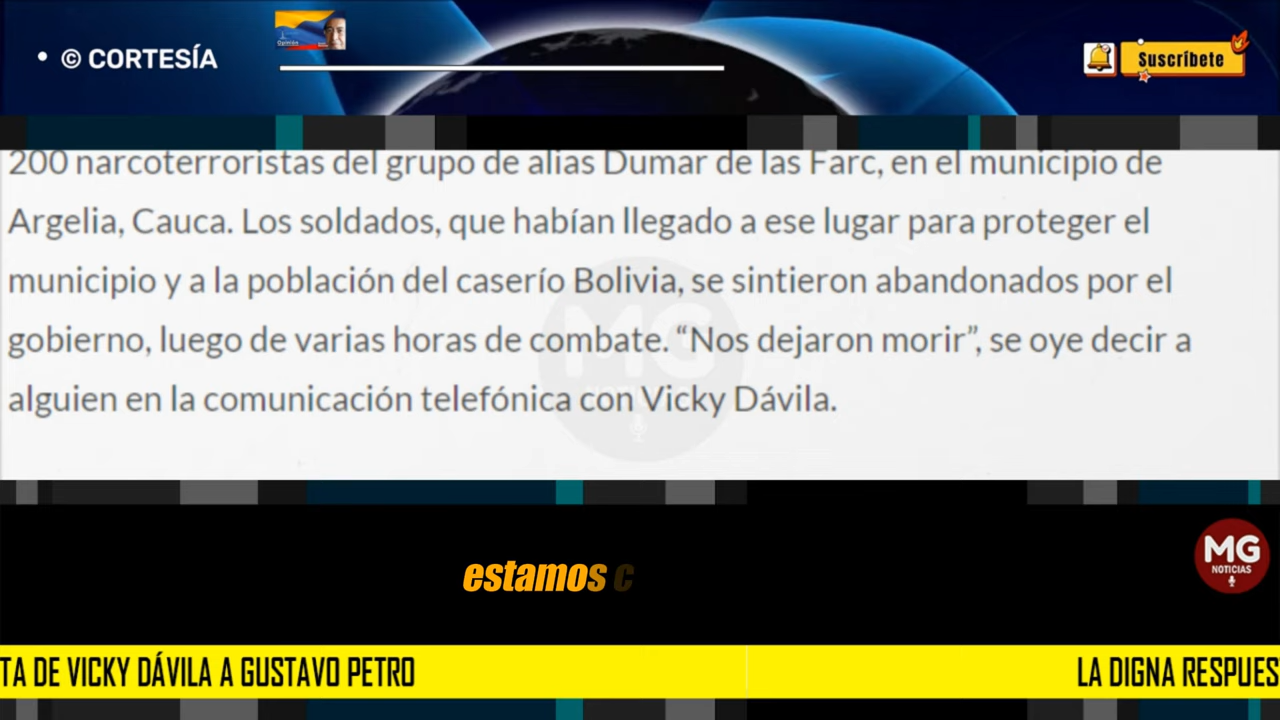 • © CORTESÍA
Opinión
Suscríbete
200 narcoterroristas del grupo de alias Dumar de las Farc, en el municipio de
Argelia, Cauca. Los soldados, que habían llegado a ese lugar para proteger el
municipio y a la población del caserío Bolivia, se sintieron abandonados por el
gobierno, luego de varias horas de combate. “Nos dejaron morir”, se oye decir a
alguien en la comunicación telefónica con Vicky Dávila.
MG
NOTICIAS
estamos c
MG
NOTICIAS
TA DE VICKY DÁVILA A GUSTAVO PETRO
LA DIGNA RESPUES